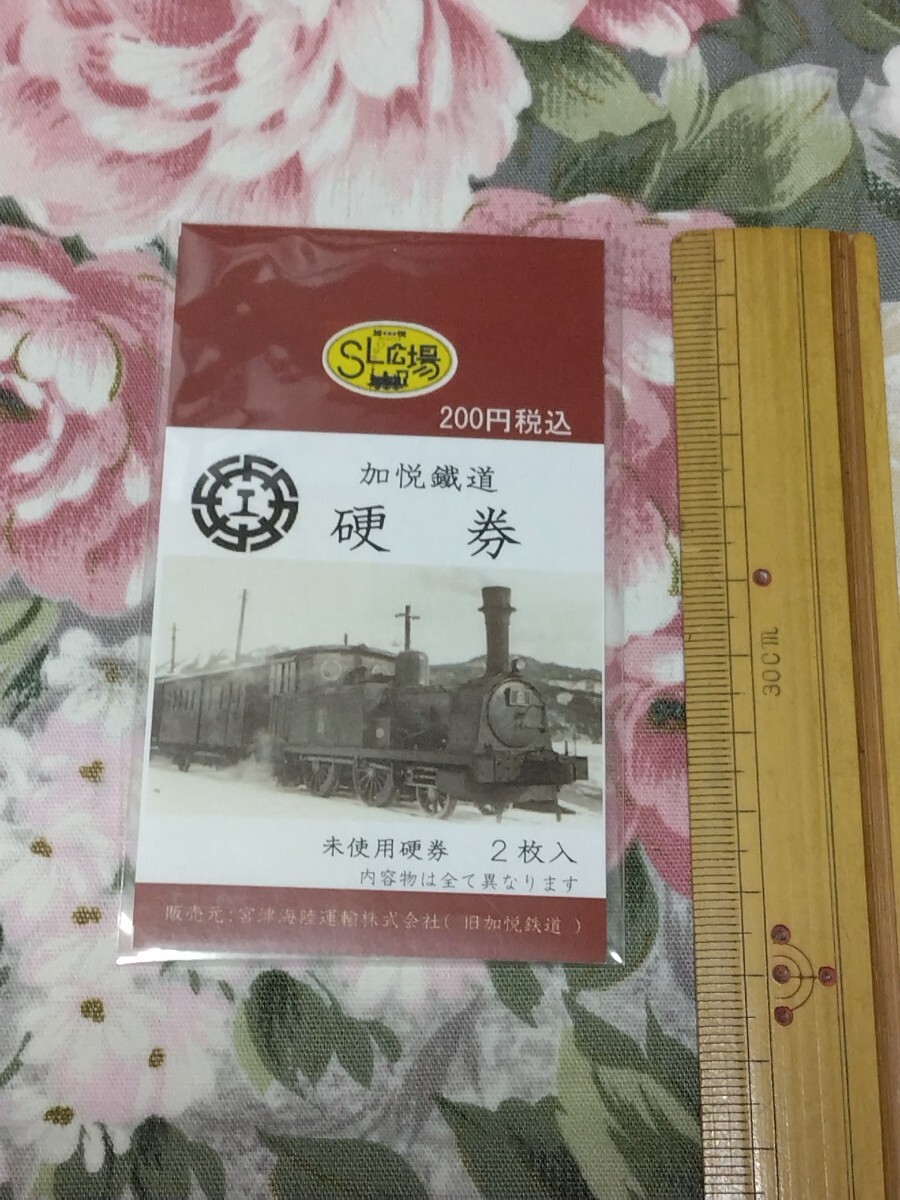 SL広場
200円税込
加悦鐵道
硬 券
未使用硬券 2枚入
内容物は全て異なります
販売元:宮津海陸運輸株式会社( 旧加悦鉄道 )
30cm